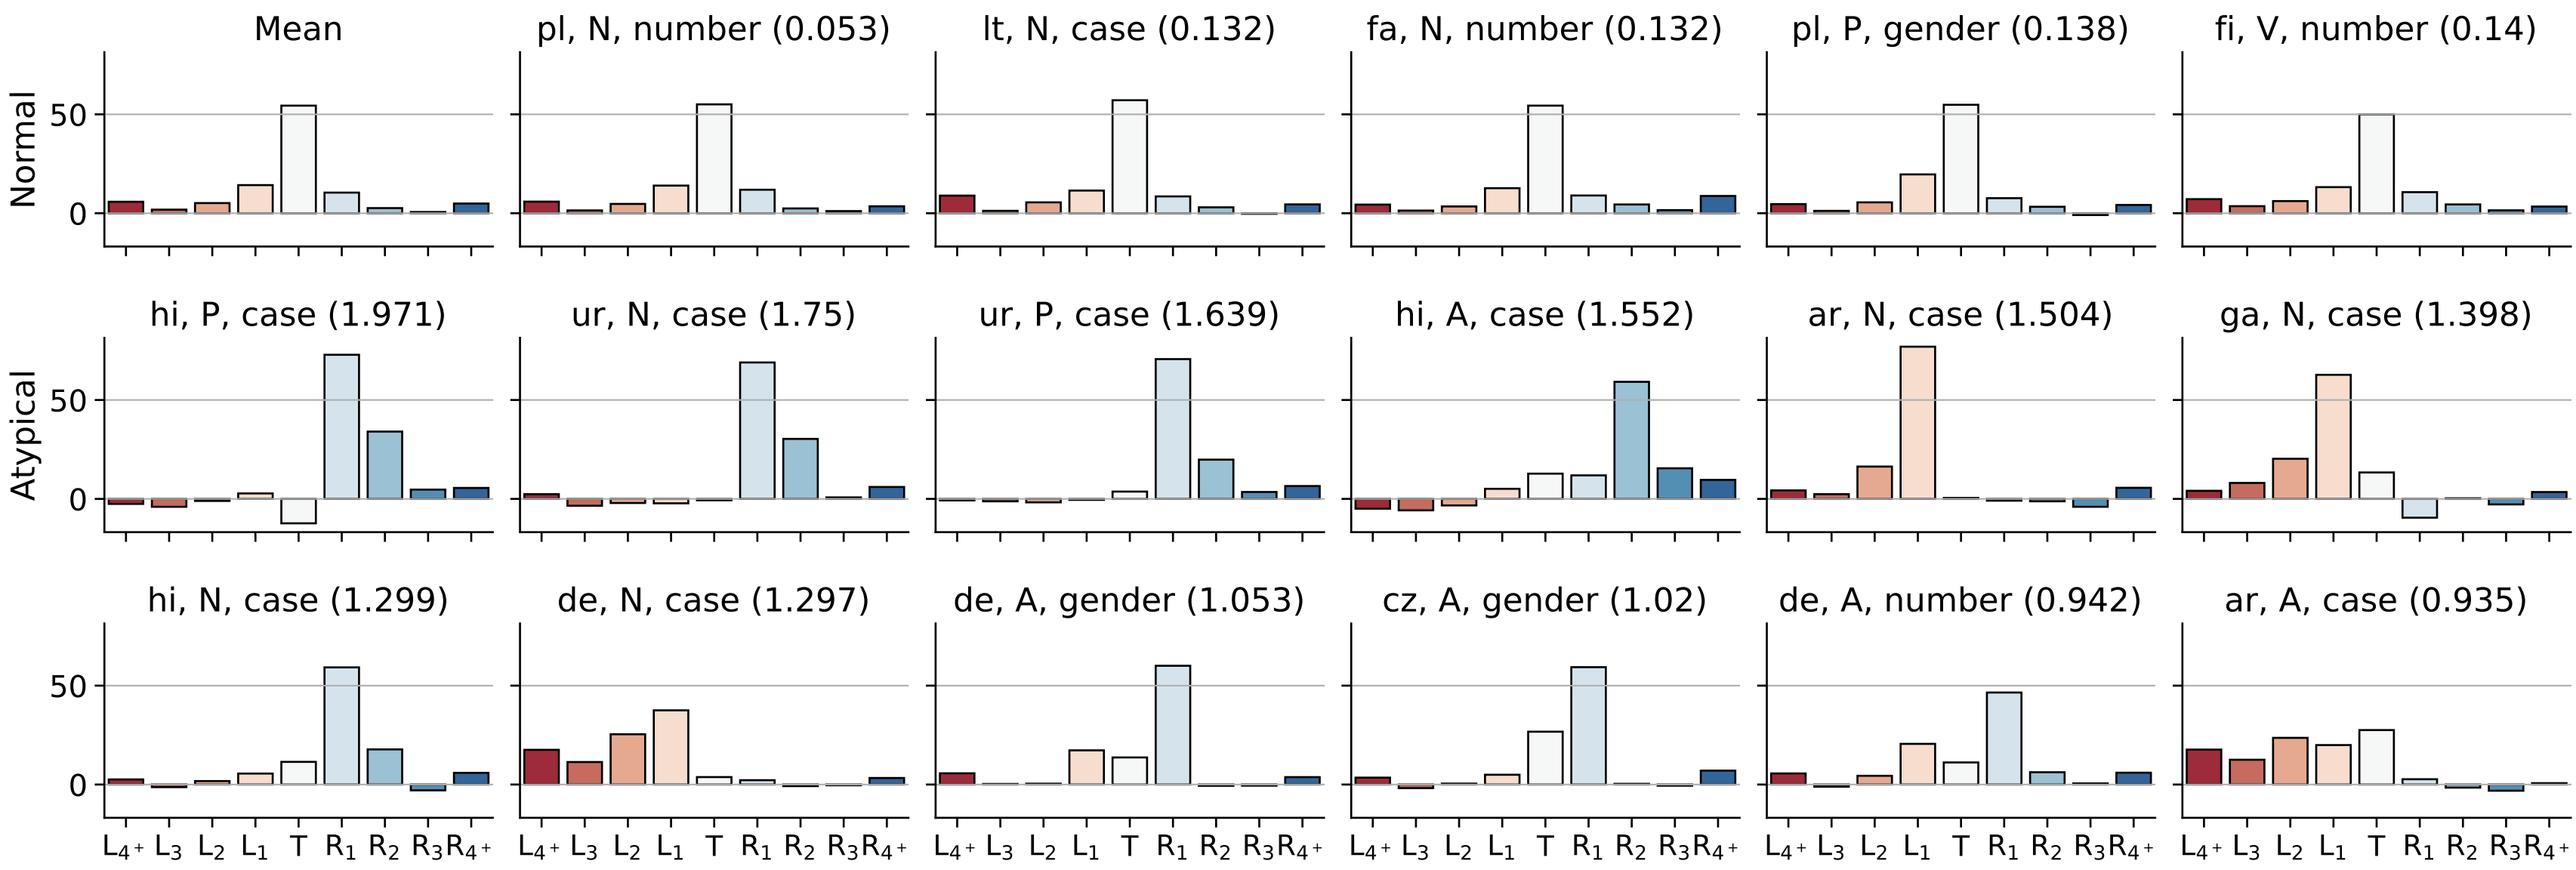 Mean pl, N, number (0.053) lt, N, case (0.132) fa, N, number (0.132) pl, P, gender (0.138) fi, V, number (0.14)
Normal
50
0
hi, P, case (1.971) ur, N, case (1.75) ur, P, case (1.639) hi, A, case (1.552) ar, N, case (1.504) ga, N, case (1.398)
Atypical
50
0
hi, N, case (1.299) de, N, case (1.297) de, A, gender (1.053) cz, A, gender (1.02) de, A, number (0.942) ar, A, case (0.935)
50
0
L₄⁺ L₃ L₂ L₁ T R₁ R₂ R₃ R₄⁺ L₄⁺ L₃ L₂ L₁ T R₁ R₂ R₃ R₄⁺ L₄⁺ L₃ L₂ L₁ T R₁ R₂ R₃ R₄⁺ L₄⁺ L₃ L₂ L₁ T R₁ R₂ R₃ R₄⁺ L₄⁺ L₃ L₂ L₁ T R₁ R₂ R₃ R₄⁺ L₄⁺ L₃ L₂ L₁ T R₁ R₂ R₃ R₄⁺